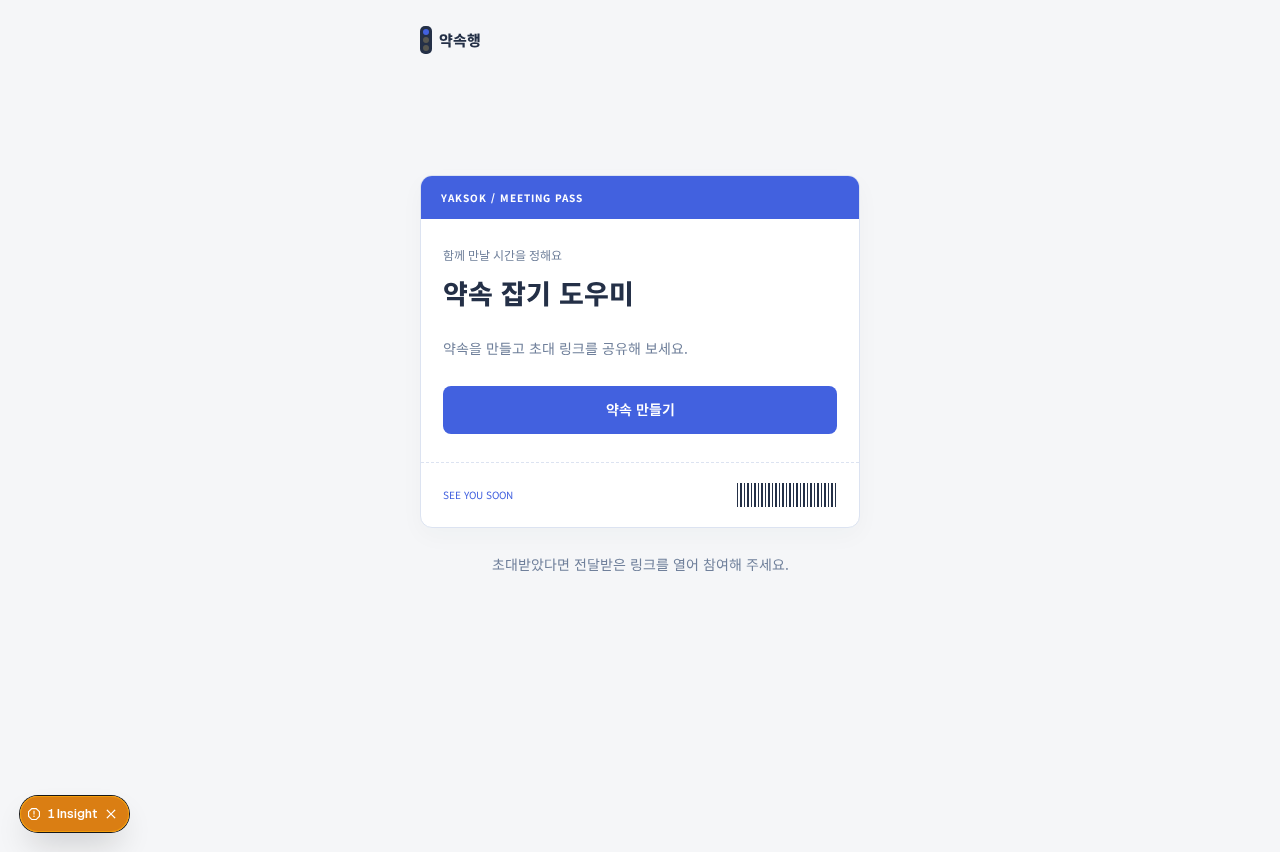 약속행
YAKSOK / MEETING PASS
함께 만날 시간을 정해요
약속 잡기 도우미
약속을 만들고 초대 링크를 공유해 보세요.
약속 만들기
SEE YOU SOON
초대받았다면 전달받은 링크를 열어 참여해 주세요.
1 Insight